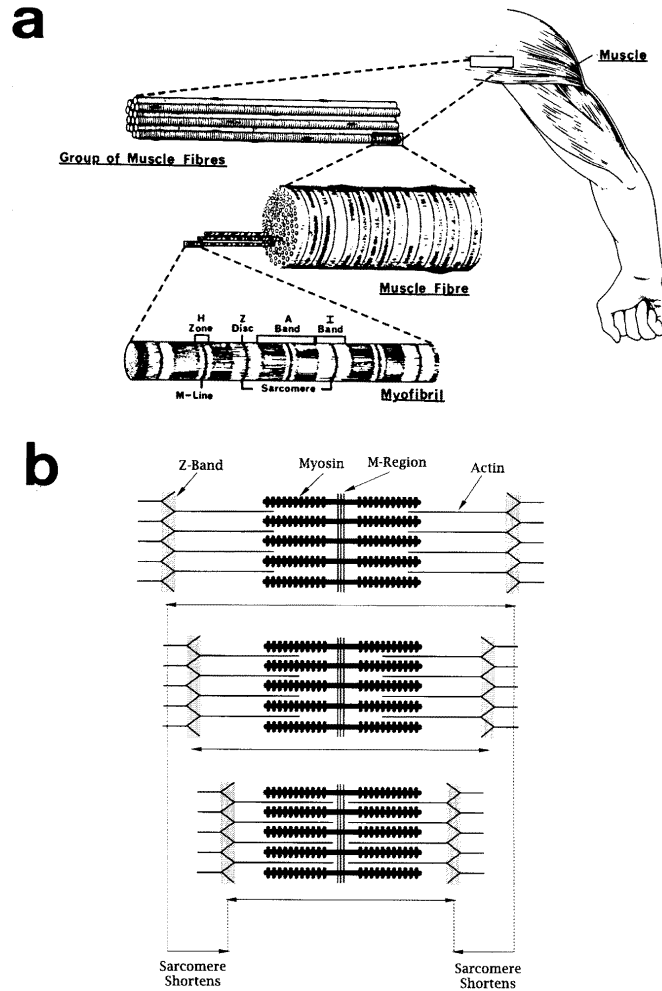 a
Muscle
Group of Muscle Fibres
Muscle Fibre
H
Zone
Z
Disc
A
Band
I
Band
M-Line
Sarcomere
Myofibril
b
Z-Band
Myosin
M-Region
Actin
Sarcomere
Shortens
Sarcomere
Shortens